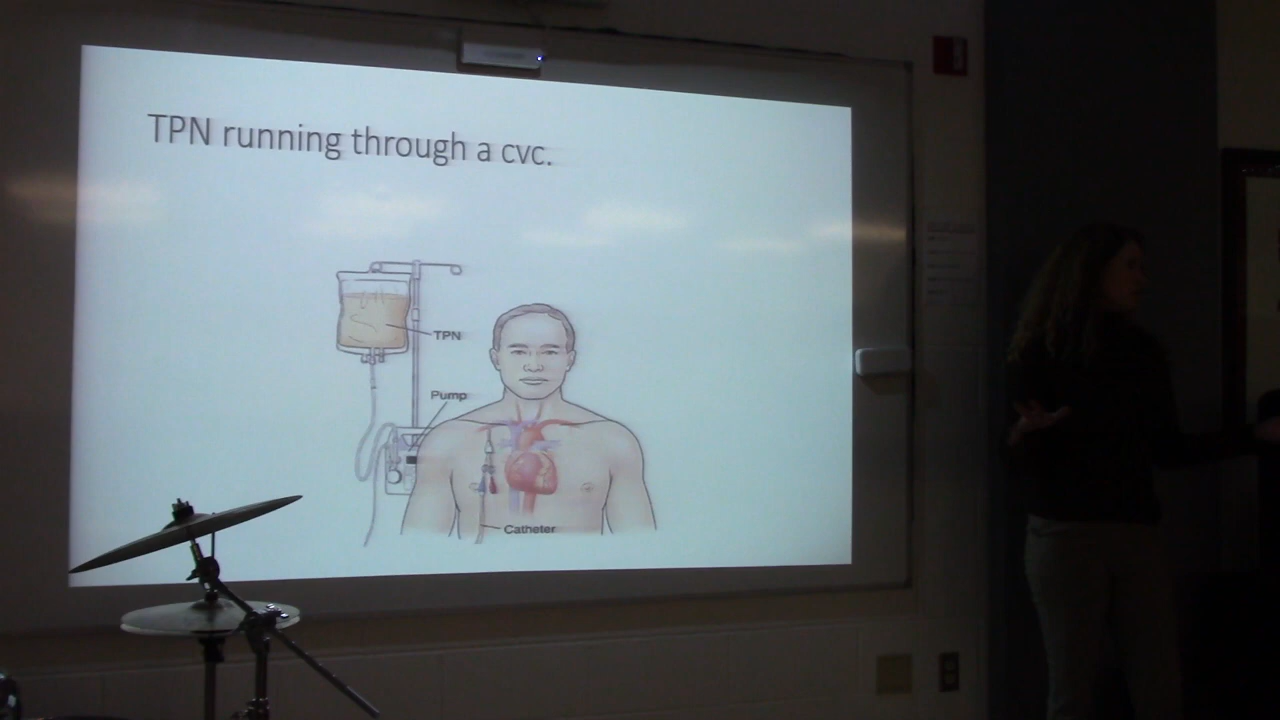 TPN running through a cvc.
TPN
Pump
Catheter